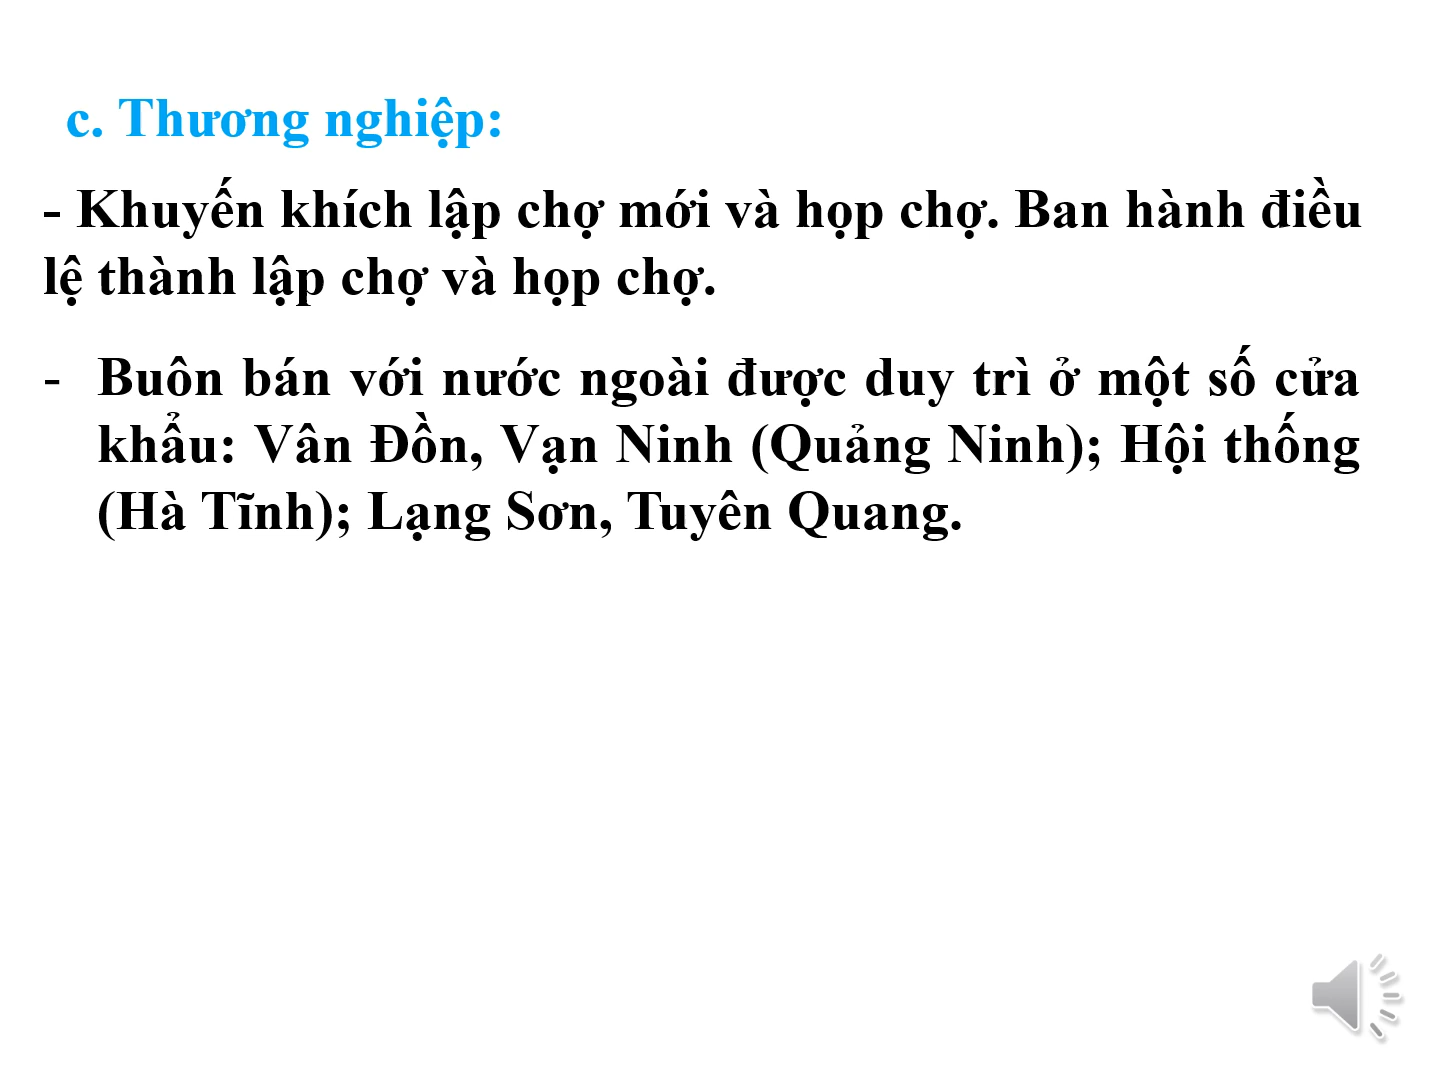 c. Thương nghiệp:
- Khuyến khích lập chợ mới và họp chợ. Ban hành điều
lệ thành lập chợ và họp chợ.
- Buôn bán với nước ngoài được duy trì ở một số cửa
khẩu: Vân Đồn, Vạn Ninh (Quảng Ninh); Hội thống
(Hà Tĩnh); Lạng Sơn, Tuyên Quang.